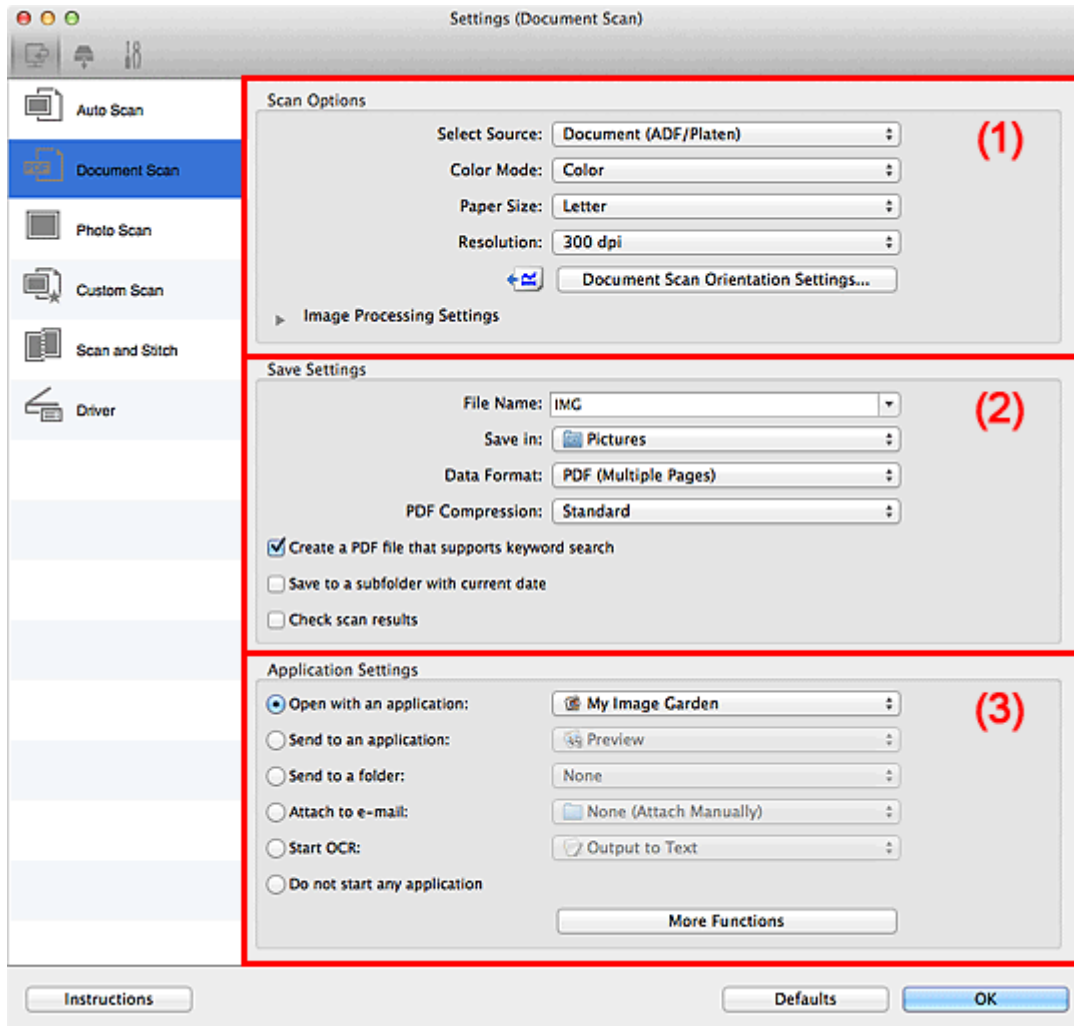 Settings (Document Scan)
Auto Scan
Document Scan
Photo Scan
Custom Scan
Scan and Stitch
Driver
Scan Options
(1)
Select Source: Document (ADF/Platen)
Color Mode: Color
Paper Size: Letter
Resolution: 300 dpi
Document Scan Orientation Settings...
Image Processing Settings
Save Settings
(2)
File Name: IMG
Save in: Pictures
Data Format: PDF (Multiple Pages)
PDF Compression: Standard
Create a PDF file that supports keyword search
Save to a subfolder with current date
Check scan results
Application Settings
(3)
Open with an application: My Image Garden
Send to an application: Preview
Send to a folder: None
Attach to e-mail: None (Attach Manually)
Start OCR: Output to Text
Do not start any application
More Functions
Instructions Defaults OK